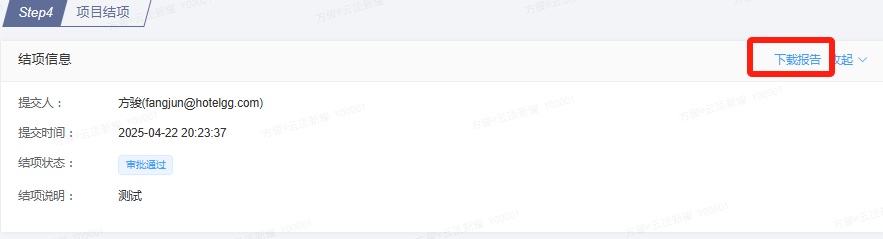 Step4 项目结项
结项信息 下载报告 收起
提交人： 方骏(fangjun@hotelgg.com)
提交时间： 2025-04-22 20:23:37
结项状态： 审批通过
结项说明： 测试